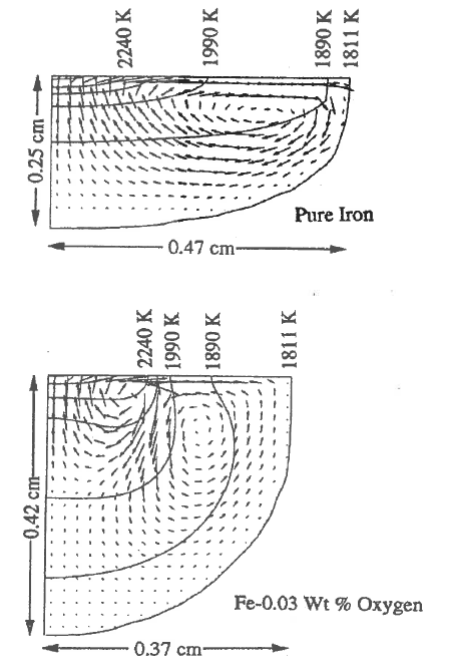 2240 K
1990 K
1890 K
1811 K
0.25 cm
Pure Iron
0.47 cm
2240 K
1990 K
1890 K
1811 K
0.42 cm
Fe-0.03 Wt % Oxygen
0.37 cm